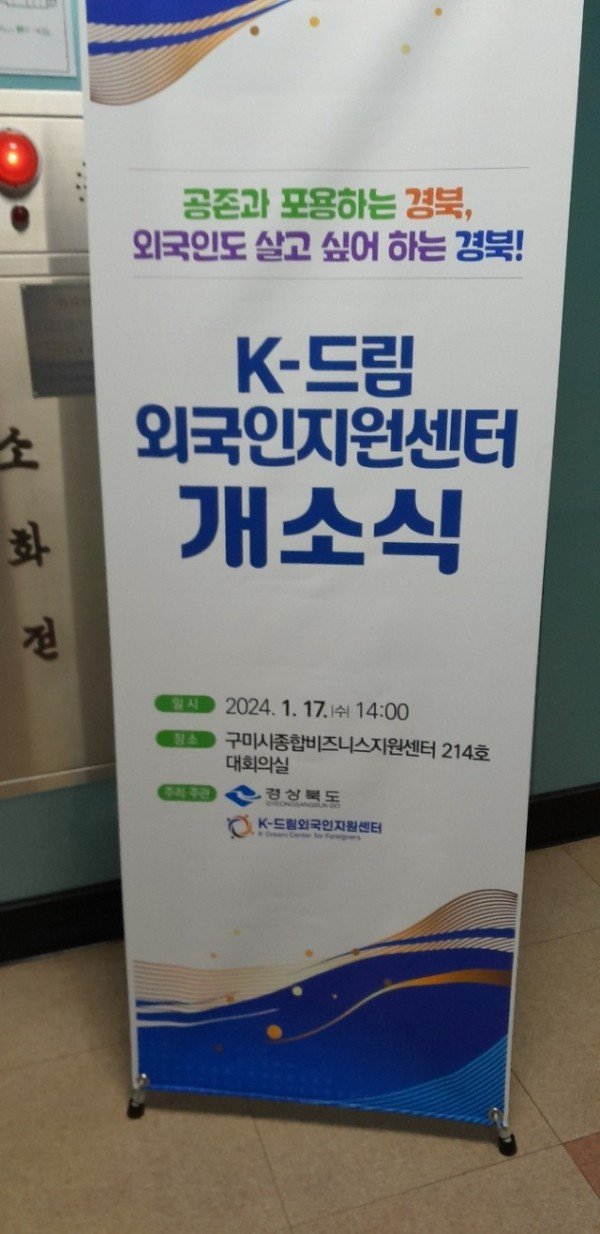 공존과 포용하는 경북,
외국인도 살고 싶어 하는 경북!
K-드림
외국인지원센터
개소식
일시 2024. 1. 17. (수) 14:00
장소 구미시종합비즈니스지원센터 214호
대회의실
주최 주관 경상북도
GYEONGSANGBUK-DO
K-드림외국인지원센터
K-Dream Center for Foreigners
소
화
전